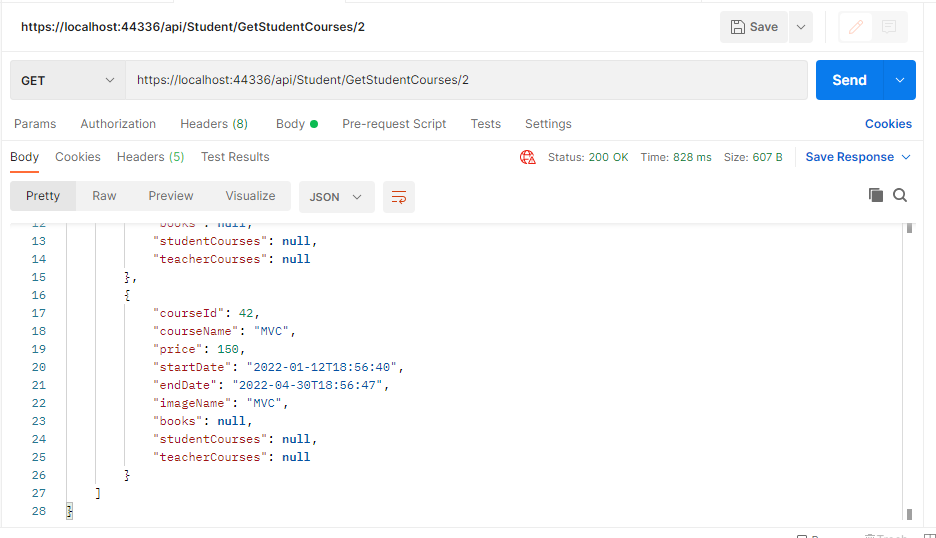 https://localhost:44336/api/Student/GetStudentCourses/2
Save
GET
https://localhost:44336/api/Student/GetStudentCourses/2
Send
Params Authorization Headers (8) Body Pre-request Script Tests Settings Cookies
Body Cookies Headers (5) Test Results Status: 200 OK Time: 828 ms Size: 607 B Save Response
Pretty Raw Preview Visualize JSON
12 "books": null,
13 "studentCourses": null,
14 "teacherCourses": null
15 },
16 {
17 "courseId": 42,
18 "courseName": "MVC",
19 "price": 150,
20 "startDate": "2022-01-12T18:56:40",
21 "endDate": "2022-04-30T18:56:47",
22 "imageName": "MVC",
23 "books": null,
24 "studentCourses": null,
25 "teacherCourses": null
26 }
27 ]
28 }